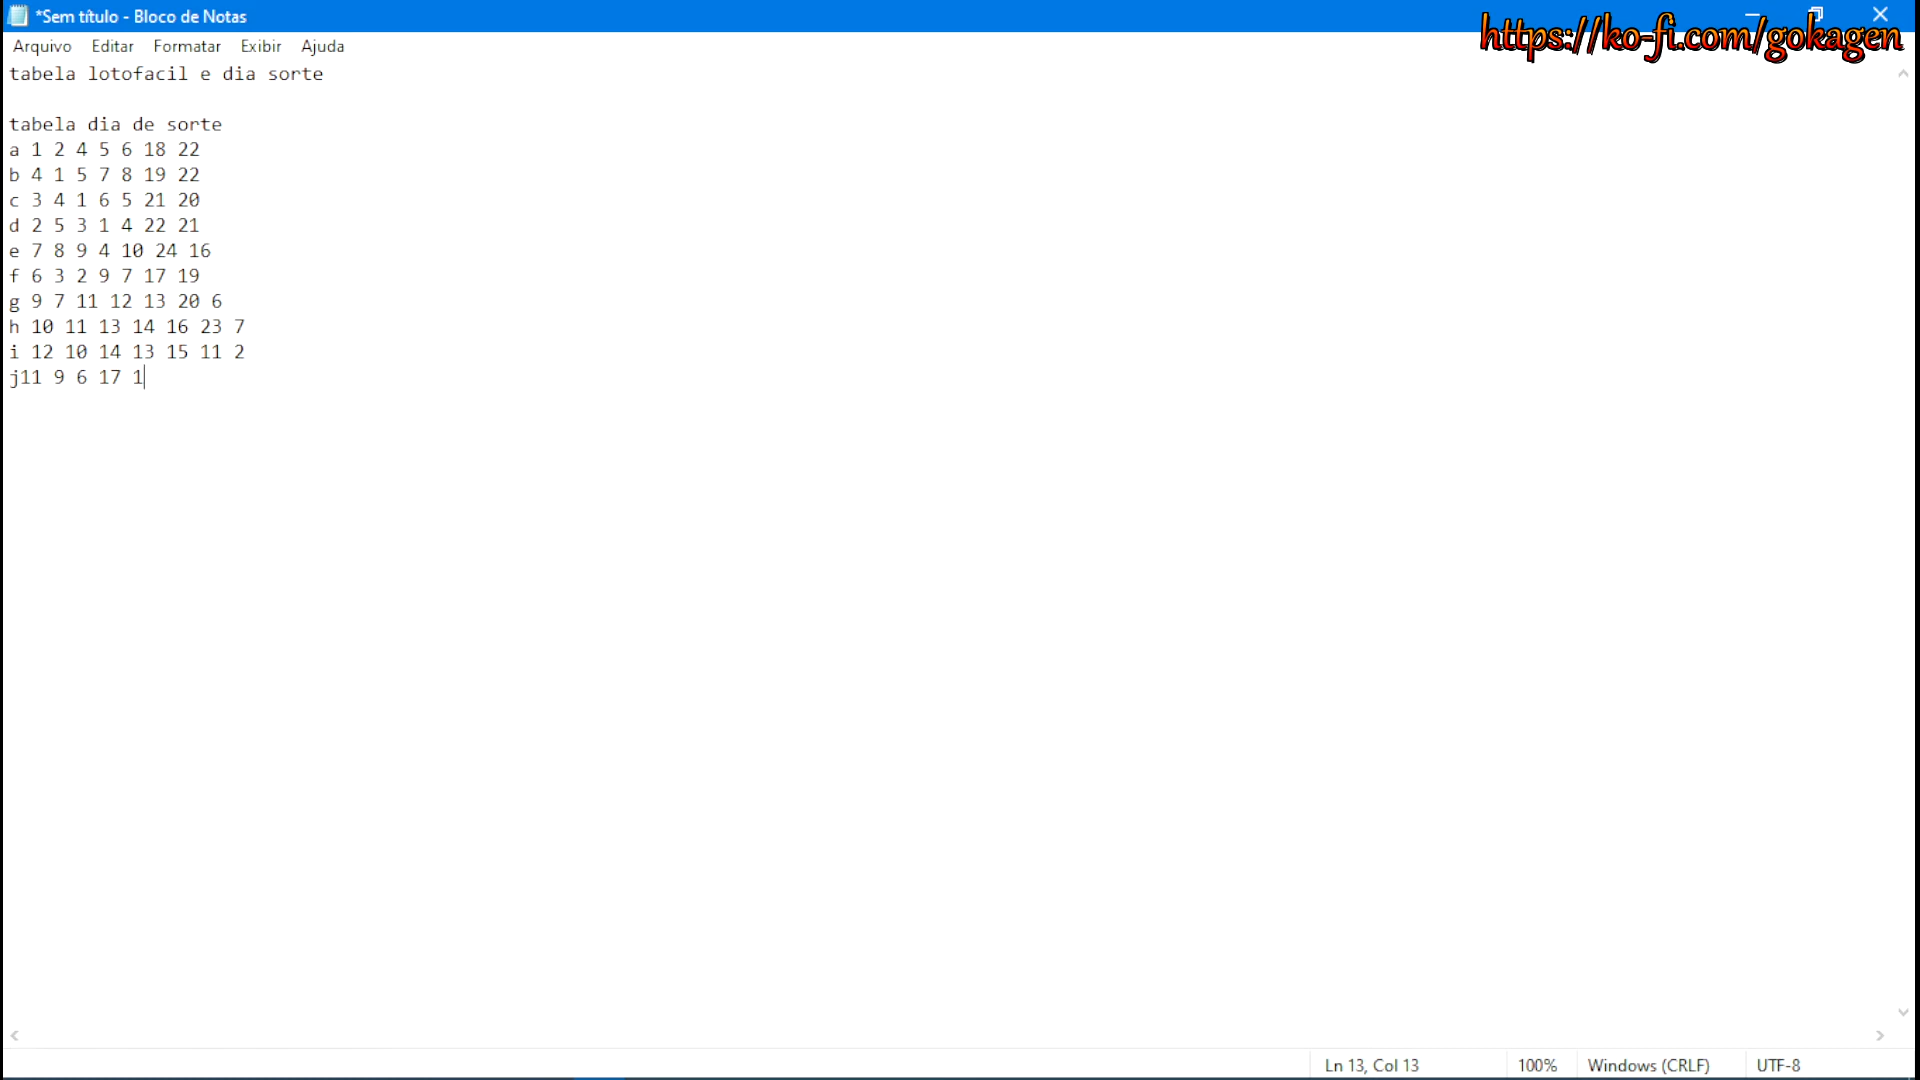 *Sem título - Bloco de Notas
https://ko-fi.com/gokagen
Arquivo Editar Formatar Exibir Ajuda
tabela lotofacil e dia sorte
tabela dia de sorte
a 1 2 4 5 6 18 22
b 4 1 5 7 8 19 22
c 3 4 1 6 5 21 20
d 2 5 3 1 4 22 21
e 7 8 9 4 10 24 16
f 6 3 2 9 7 17 19
g 9 7 11 12 13 20 6
h 10 11 13 14 16 23 7
i 12 10 14 13 15 11 2
j11 9 6 17 1
Ln 13, Col 13 100% Windows (CRLF) UTF-8